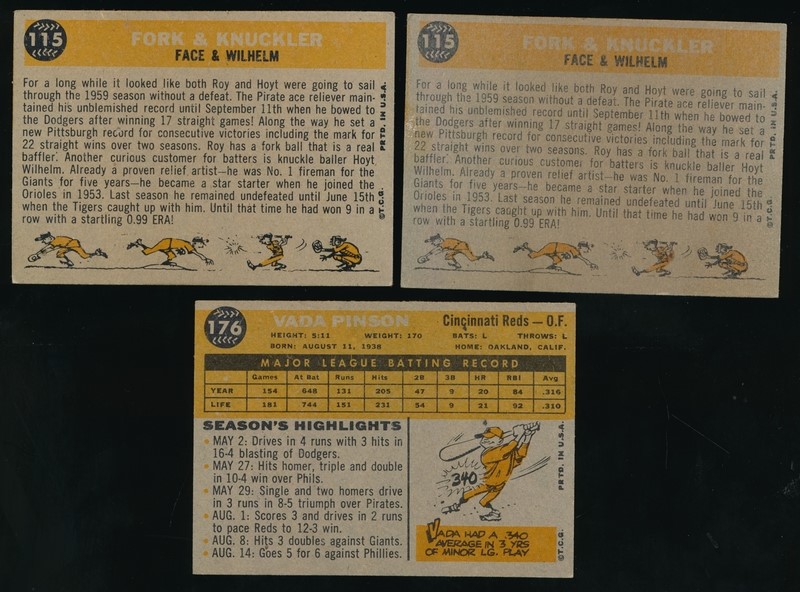 115
FORK & KNUCKLER
FACE & WILHELM
For a long while it looked like both Roy and Hoyt were going to sail
through the 1959 season without a defeat. The Pirate ace reliever main-
tained his unblemished record until September 11th when he bowed to
the Dodgers after winning 17 straight games! Along the way he set a
new Pittsburgh record for consecutive victories including the mark for
22 straight wins over two seasons. Roy has a fork ball that is a real
baffler. Another curious customer for batters is knuckle baller Hoyt
Wilhelm. Already a proven relief artist—he was No. 1 fireman for the
Giants for five years—he became a star starter when he joined the
Orioles in 1953. Last season he remained undefeated until June 15th
when the Tigers caught up with him. Until that time he had won 9 in a
row with a startling 0.99 ERA!
©T.C.G. PRTD. IN U.S.A.
115
FORK & KNUCKLER
FACE & WILHELM
For a long while it looked like both Roy and Hoyt were going to sail
through the 1959 season without a defeat. The Pirate ace reliever main-
tained his unblemished record until September 11th when he bowed to
the Dodgers after winning 17 straight games! Along the way he set a
new Pittsburgh record for consecutive victories including the mark for
22 straight wins over two seasons. Roy has a fork ball that is a real
baffler. Another curious customer for batters is knuckle baller Hoyt
Wilhelm. Already a proven relief artist—he was No. 1 fireman for the
Giants for five years—he became a star starter when he joined the
Orioles in 1953. Last season he remained undefeated until June 15th
when the Tigers caught up with him. Until that time he had won 9 in a
row with a startling 0.99 ERA!
©T.C.G. PRTD. IN U.S.A.
176
VADA PINSON Cincinnati Reds — O.F.
HEIGHT: 5:11 WEIGHT: 170 BATS: L THROWS: L
BORN: AUGUST 11, 1938 HOME: OAKLAND, CALIF.
MAJOR LEAGUE BATTING RECORD
Games At Bat Runs Hits 2B 3B HR RBI Avg
YEAR 154 648 131 205 47 9 20 84 .316
LIFE 181 744 151 231 54 9 21 92 .310
SEASON'S HIGHLIGHTS
• MAY 2: Drives in 4 runs with 3 hits in
16-4 blasting of Dodgers.
• MAY 27: Hits homer, triple and double
in 10-4 win over Phils.
• MAY 29: Single and two homers drive
in 3 runs in 8-5 triumph over Pirates.
• AUG. 1: Scores 3 and drives in 2 runs
to pace Reds to 12-3 win.
• AUG. 8: Hits 3 doubles against Giants.
• AUG. 14: Goes 5 for 6 against Phillies.
340
VADA HAD A .340
AVERAGE IN 3 YRS
OF MINOR LG. PLAY
©T.C.G. PRTD. IN U.S.A.